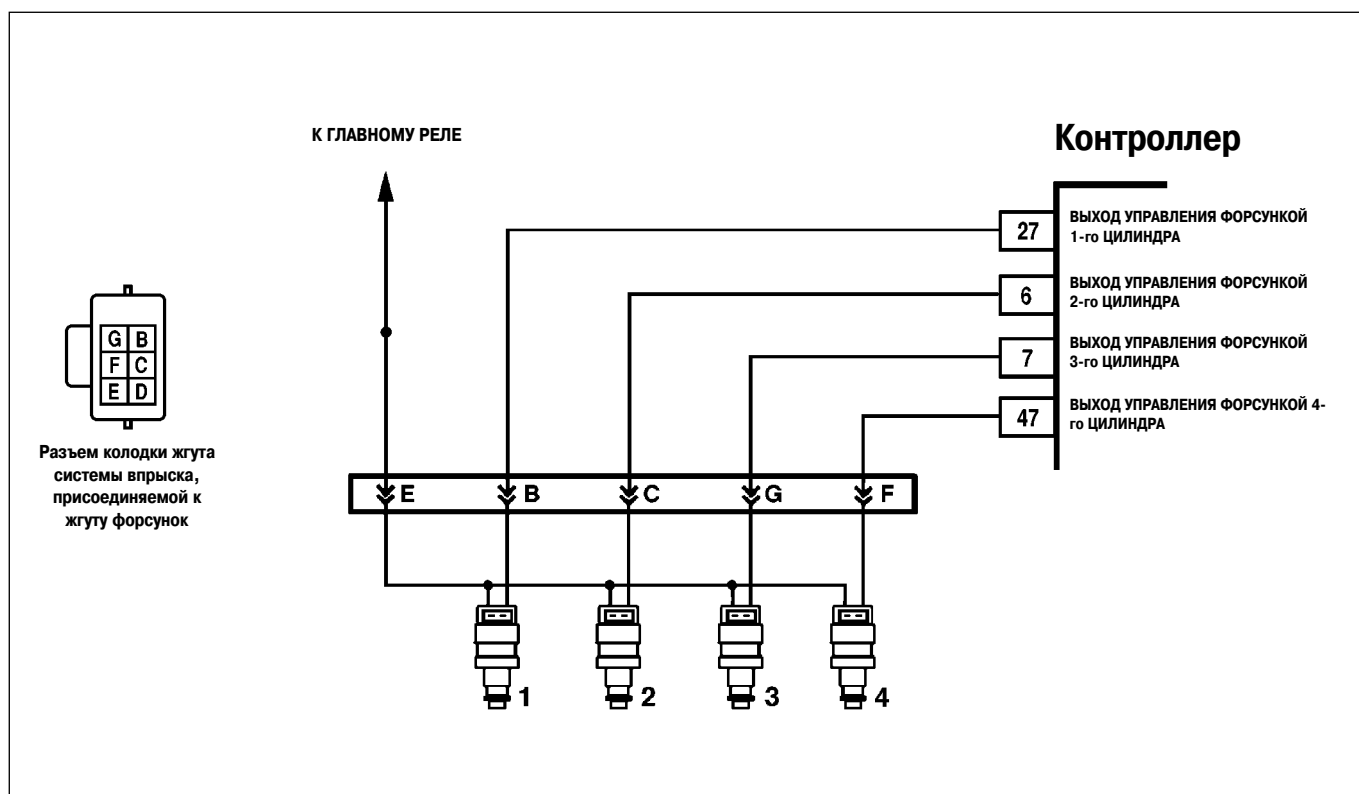 К ГЛАВНОМУ РЕЛЕ
Контроллер
27
ВЫХОД УПРАВЛЕНИЯ ФОРСУНКОЙ
1-го ЦИЛИНДРА
6
ВЫХОД УПРАВЛЕНИЯ ФОРСУНКОЙ
2-го ЦИЛИНДРА
7
ВЫХОД УПРАВЛЕНИЯ ФОРСУНКОЙ
3-го ЦИЛИНДРА
47
ВЫХОД УПРАВЛЕНИЯ ФОРСУНКОЙ 4-
го ЦИЛИНДРА
G B
F C
E D
Разъем колодки жгута
системы впрыска,
присоединяемой к
жгуту форсунок
E B C G F
1 2 3 4